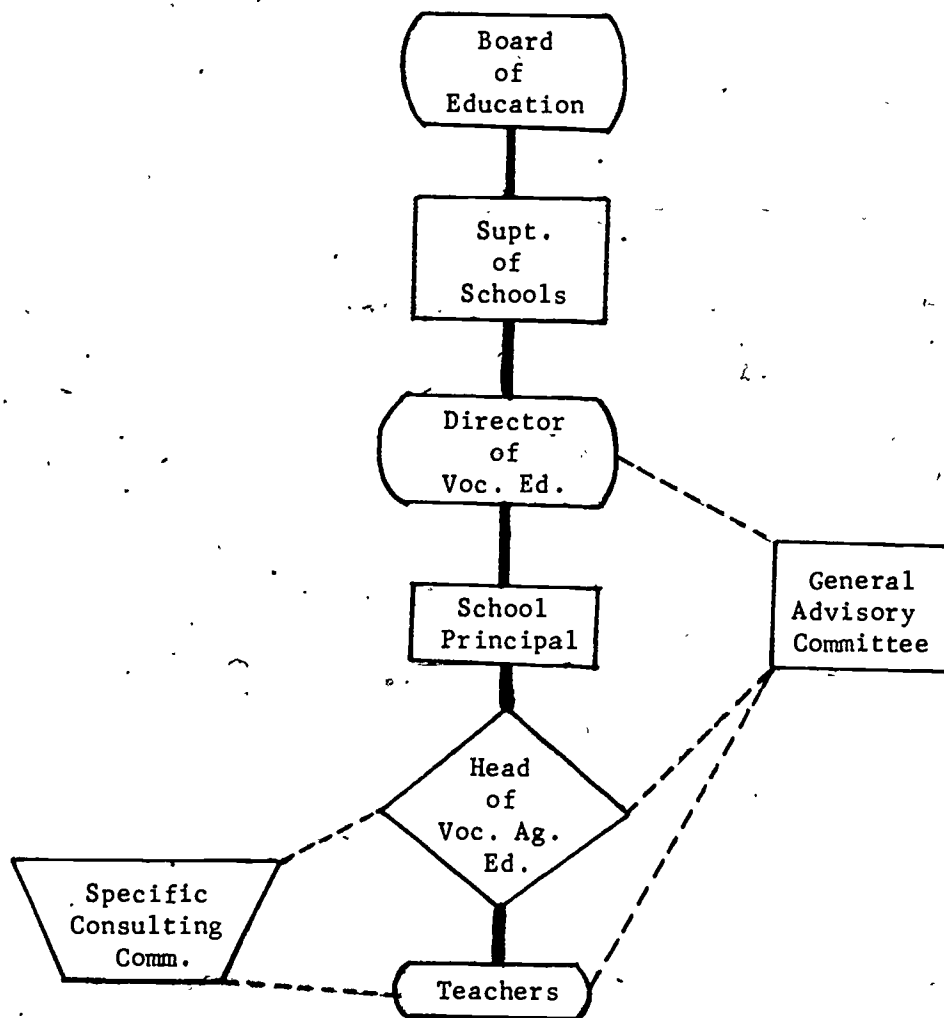 Board
of
Education
Supt.
of
Schools
Director
of
Voc. Ed.
School
Principal
General
Advisory
Committee
Head
of
Voc. Ag.
Ed.
Specific
Consulting
Comm.
Teachers